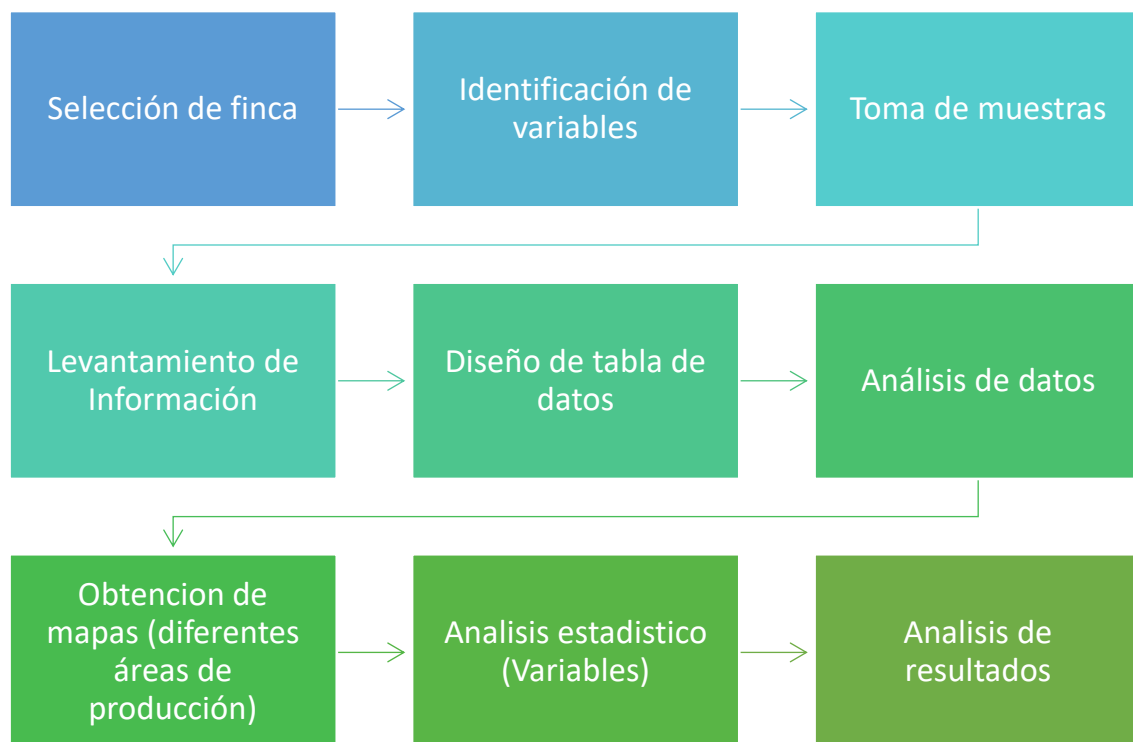 Selección de finca
Identificación de
variables
Toma de muestras
Levantamiento de
Información
Diseño de tabla de
datos
Análisis de datos
Obtencion de
mapas (diferentes
áreas de
producción)
Analisis estadistico
(Variables)
Analisis de
resultados